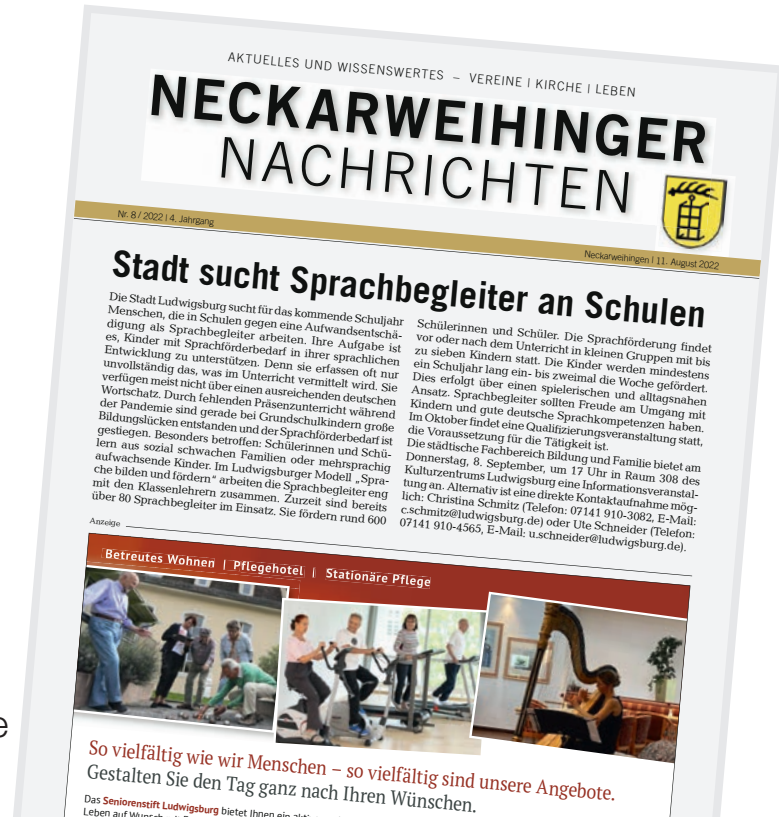 AKTUELLES UND WISSENSWERTES – VEREINE | KIRCHE | LEBEN
NECKARWEIHINGER
NACHRICHTEN
Nr. 8 / 2022 | 4. Jahrgang
Neckarweihingen | 11. August 2022
Stadt sucht Sprachbegleiter an Schulen
Die Stadt Ludwigsburg sucht für das kommende Schuljahr
Menschen, die in Schulen gegen eine Aufwandsentschä-
digung als Sprachbegleiter arbeiten. Ihre Aufgabe ist
es, Kinder mit Sprachförderbedarf in ihrer sprachlichen
Entwicklung zu unterstützen. Denn sie erfassen oft nur
unvollständig das, was im Unterricht vermittelt wird. Sie
verfügen meist nicht über einen ausreichenden deutschen
Wortschatz. Durch fehlenden Präsenzunterricht während
der Pandemie sind gerade bei Grundschulkindern große
Bildungslücken entstanden und der Sprachförderbedarf ist
gestiegen. Besonders betroffen: Schülerinnen und Schü-
lern aus sozial schwachen Familien oder mehrsprachig
aufwachsende Kinder. Im Ludwigsburger Modell „Spra-
che bilden und fördern“ arbeiten die Sprachbegleiter eng
mit den Klassenlehrern zusammen. Zurzeit sind bereits
über 80 Sprachbegleiter im Einsatz. Sie fördern rund 600
Schülerinnen und Schüler. Die Sprachförderung findet
vor oder nach dem Unterricht in kleinen Gruppen mit bis
zu sieben Kindern statt. Die Kinder werden mindestens
ein Schuljahr lang ein- bis zweimal die Woche gefördert.
Dies erfolgt über einen spielerischen und alltagsnahen
Ansatz. Sprachbegleiter sollten Freude am Umgang mit
Kindern und gute deutsche Sprachkompetenzen haben.
Im Oktober findet eine Qualifizierungsveranstaltung statt,
die Voraussetzung für die Tätigkeit ist.
Die städtische Fachbereich Bildung und Familie bietet am
Donnerstag, 8. September, um 17 Uhr in Raum 308 des
Kulturzentrums Ludwigsburg eine Informationsveranstal-
tung an. Alternativ ist eine direkte Kontaktaufnahme mög-
lich: Christina Schmitz (Telefon: 07141 910-3082, E-Mail:
c.schmitz@ludwigsburg.de) oder Ute Schneider (Telefon:
07141 910-4565, E-Mail: u.schneider@ludwigsburg.de).
Anzeige
Betreutes Wohnen | Pflegehotel | Stationäre Pflege
So vielfältig wie wir Menschen – so vielfältig sind unsere Angebote.
Gestalten Sie den Tag ganz nach Ihren Wünschen.
Das Seniorenstift Ludwigsburg bietet Ihnen ein
Leben auf Wunsch
e